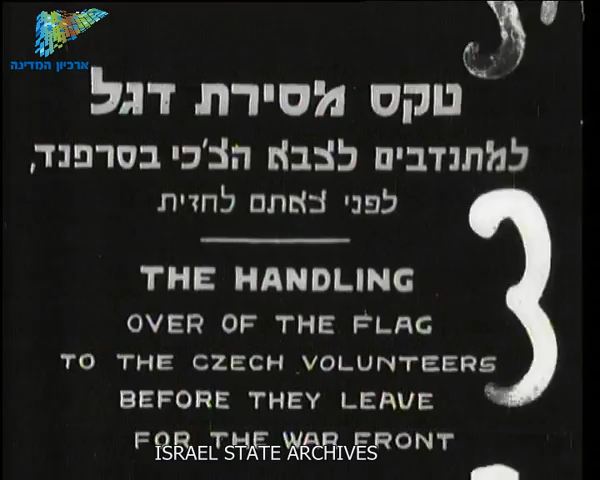 ארכיון המדינה
טקס מסירת דגל
למתנדבים לצבא הצ'כי בסרפנד,
לפני צאתם לחזית
THE HANDLING
OVER OF THE FLAG
TO THE CZECH VOLUNTEERS
BEFORE THEY LEAVE
FOR THE WAR FRONT
3
ISRAEL STATE ARCHIVES